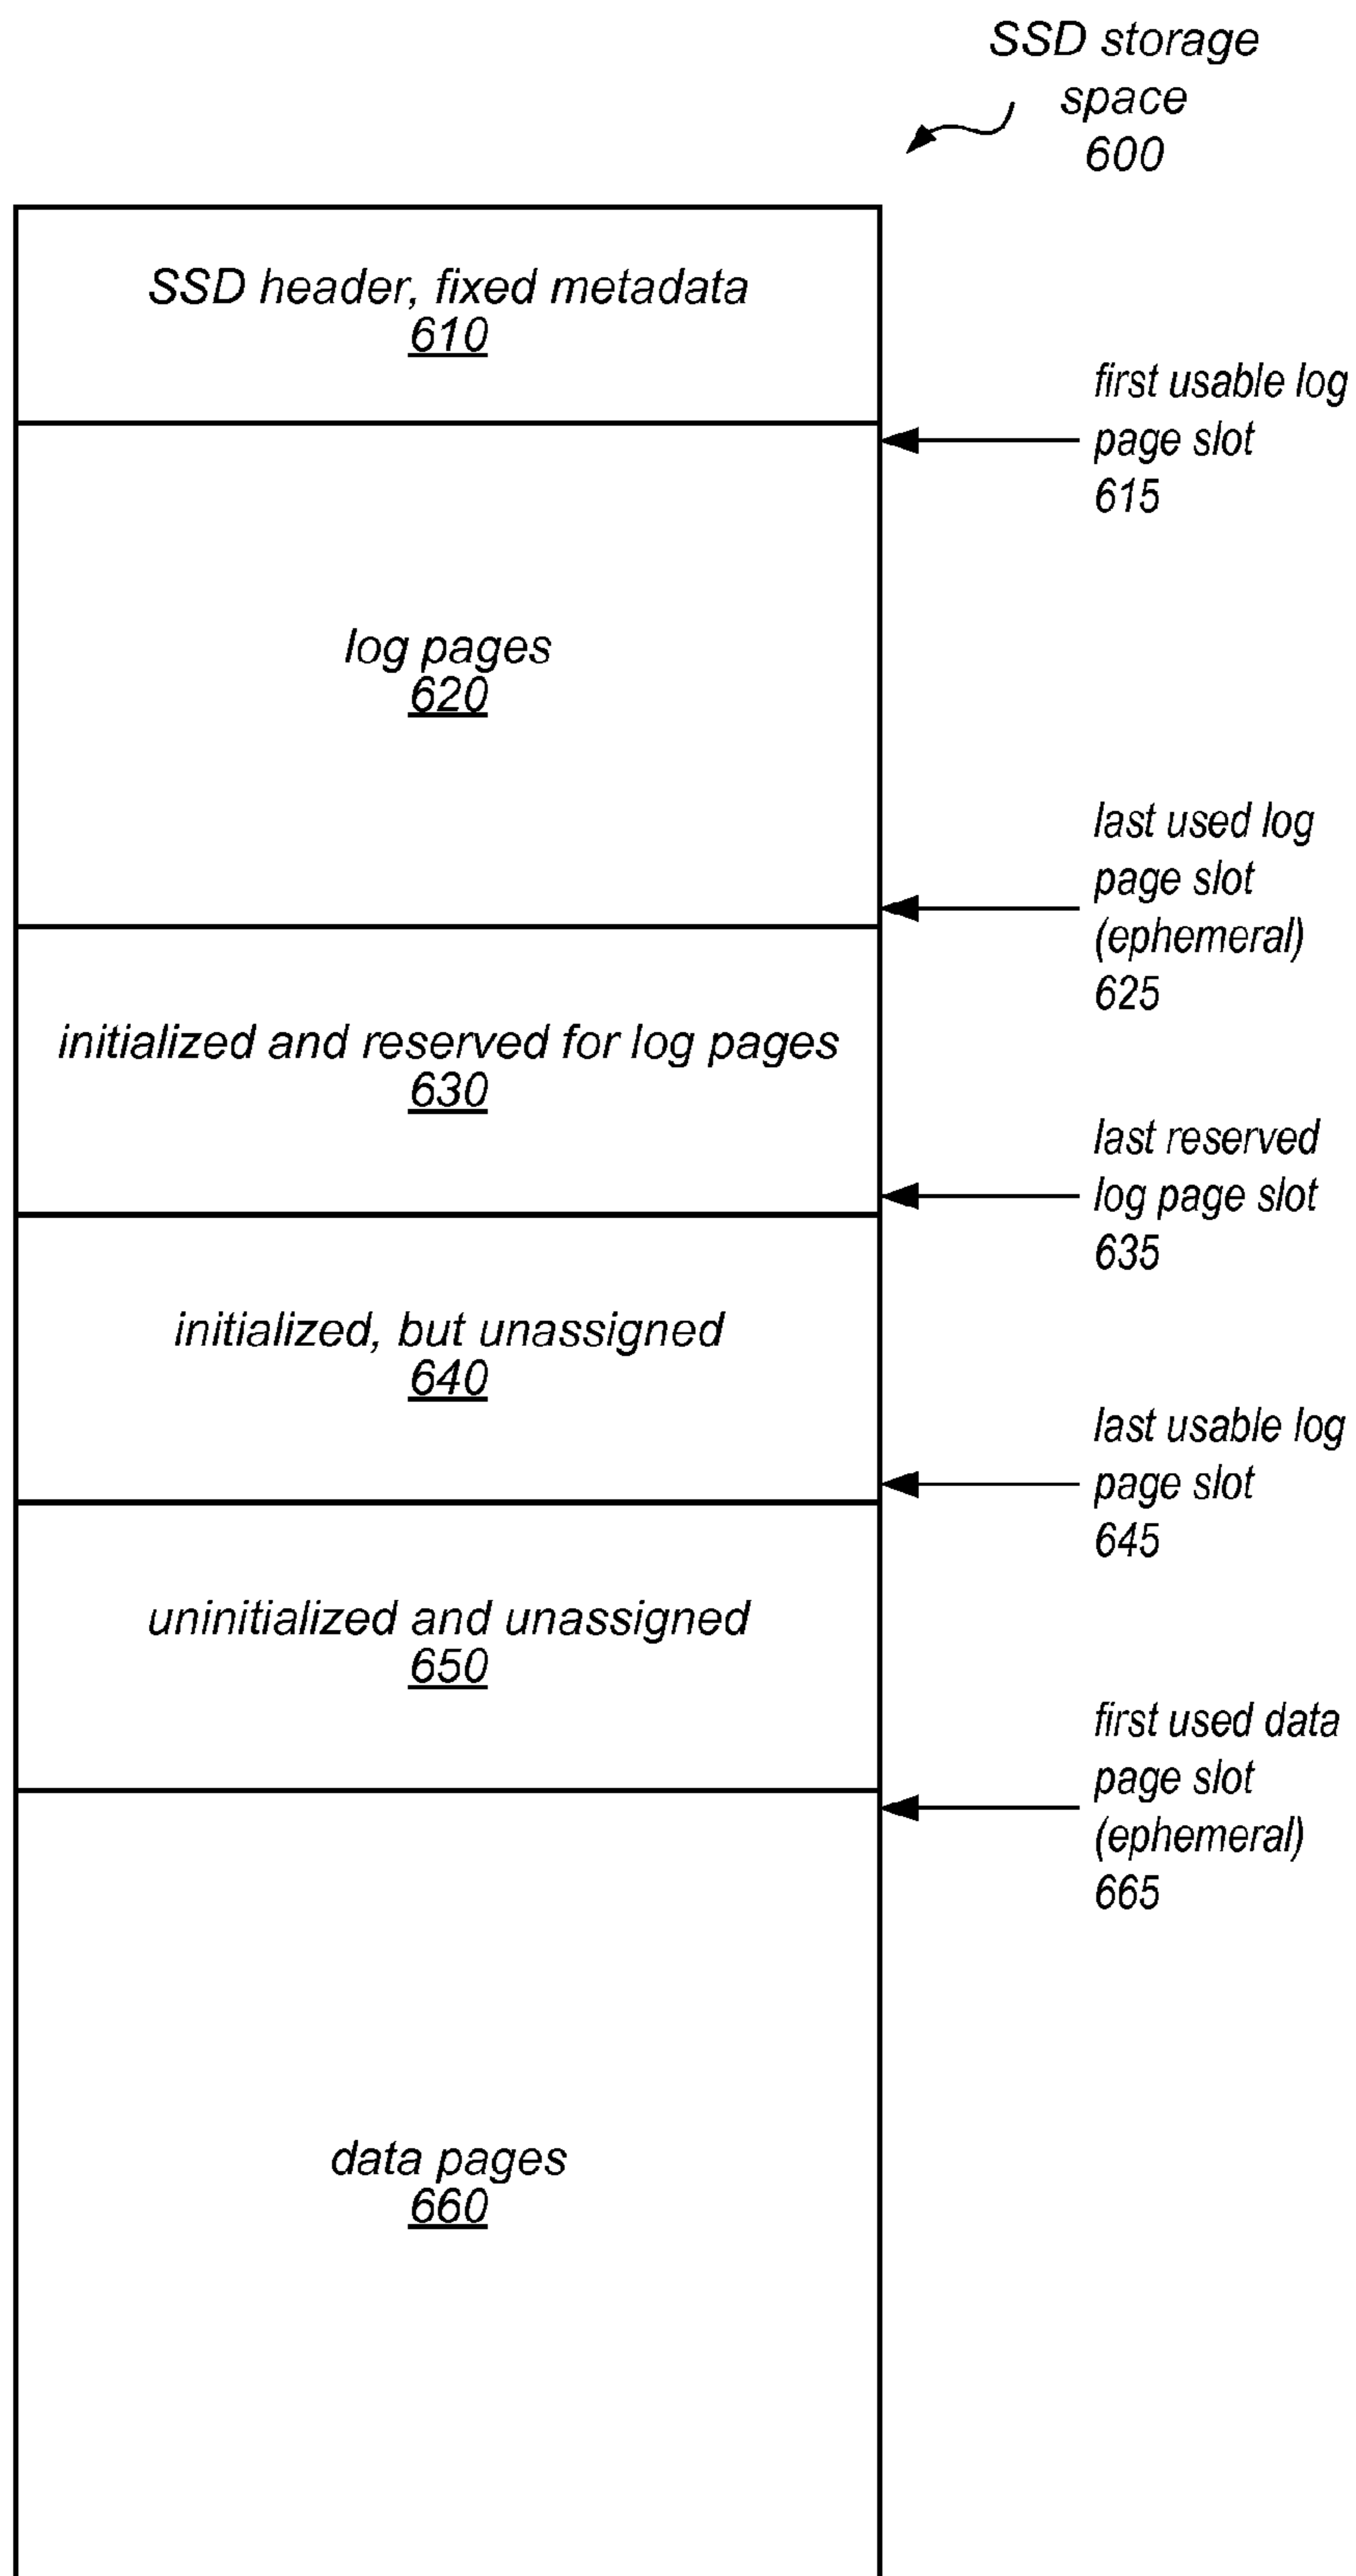 SSD storage
space
600
SSD header, fixed metadata
610
first usable log
page slot
615
log pages
620
last used log
page slot
(ephemeral)
625
initialized and reserved for log pages
630
last reserved
log page slot
635
initialized, but unassigned
640
last usable log
page slot
645
uninitialized and unassigned
650
first used data
page slot
(ephemeral)
665
data pages
660